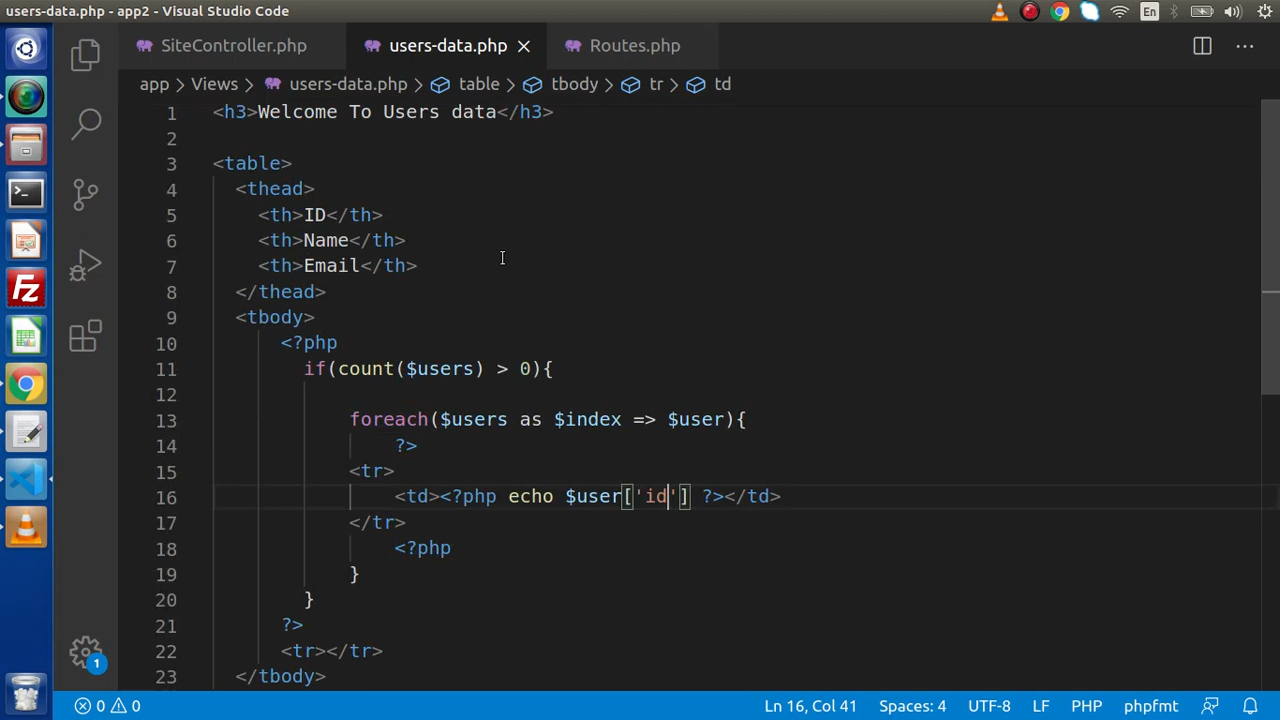 users-data.php - app2 - Visual Studio Code
En
SiteController.php
users-data.php
Routes.php
app > Views > users-data.php > table > tbody > tr > td
1 <h3>Welcome To Users data</h3>
2
3 <table>
4 <thead>
5 <th>ID</th>
6 <th>Name</th>
7 <th>Email</th>
8 </thead>
9 <tbody>
10 <?php
11 if(count($users) > 0){
12
13 foreach($users as $index => $user){
14 ?>
15 <tr>
16 <td><?php echo $user['id'] ?></td>
17 </tr>
18 <?php
19 }
20 }
21 ?>
22 <tr></tr>
23 </tbody>
1
0 0
Ln 16, Col 41
Spaces: 4
UTF-8
LF
PHP
phpfmt